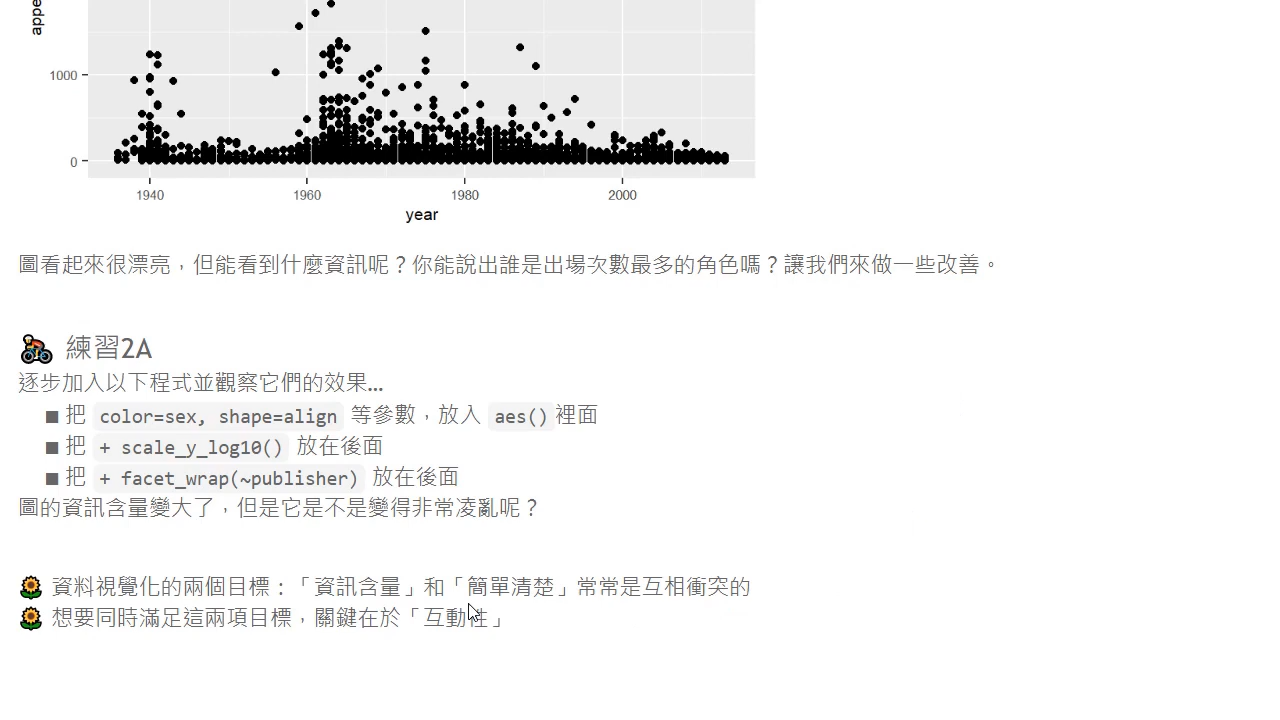 appe
1000
0
1940 1960 1980 2000
year
圖看起來很漂亮，但能看到什麼資訊呢？你能說出誰是出場次數最多的角色嗎？讓我們來做一些改善。
練習2A
逐步加入以下程式並觀察它們的效果...
■ 把 color=sex, shape=align 等參數，放入 aes() 裡面
■ 把 + scale_y_log10() 放在後面
■ 把 + facet_wrap(~publisher) 放在後面
圖的資訊含量變大了，但是它是不是變得非常凌亂呢？
資料視覺化的兩個目標：「資訊含量」和「簡單清楚」常常是互相衝突的
想要同時滿足這兩項目標，關鍵在於「互動性」